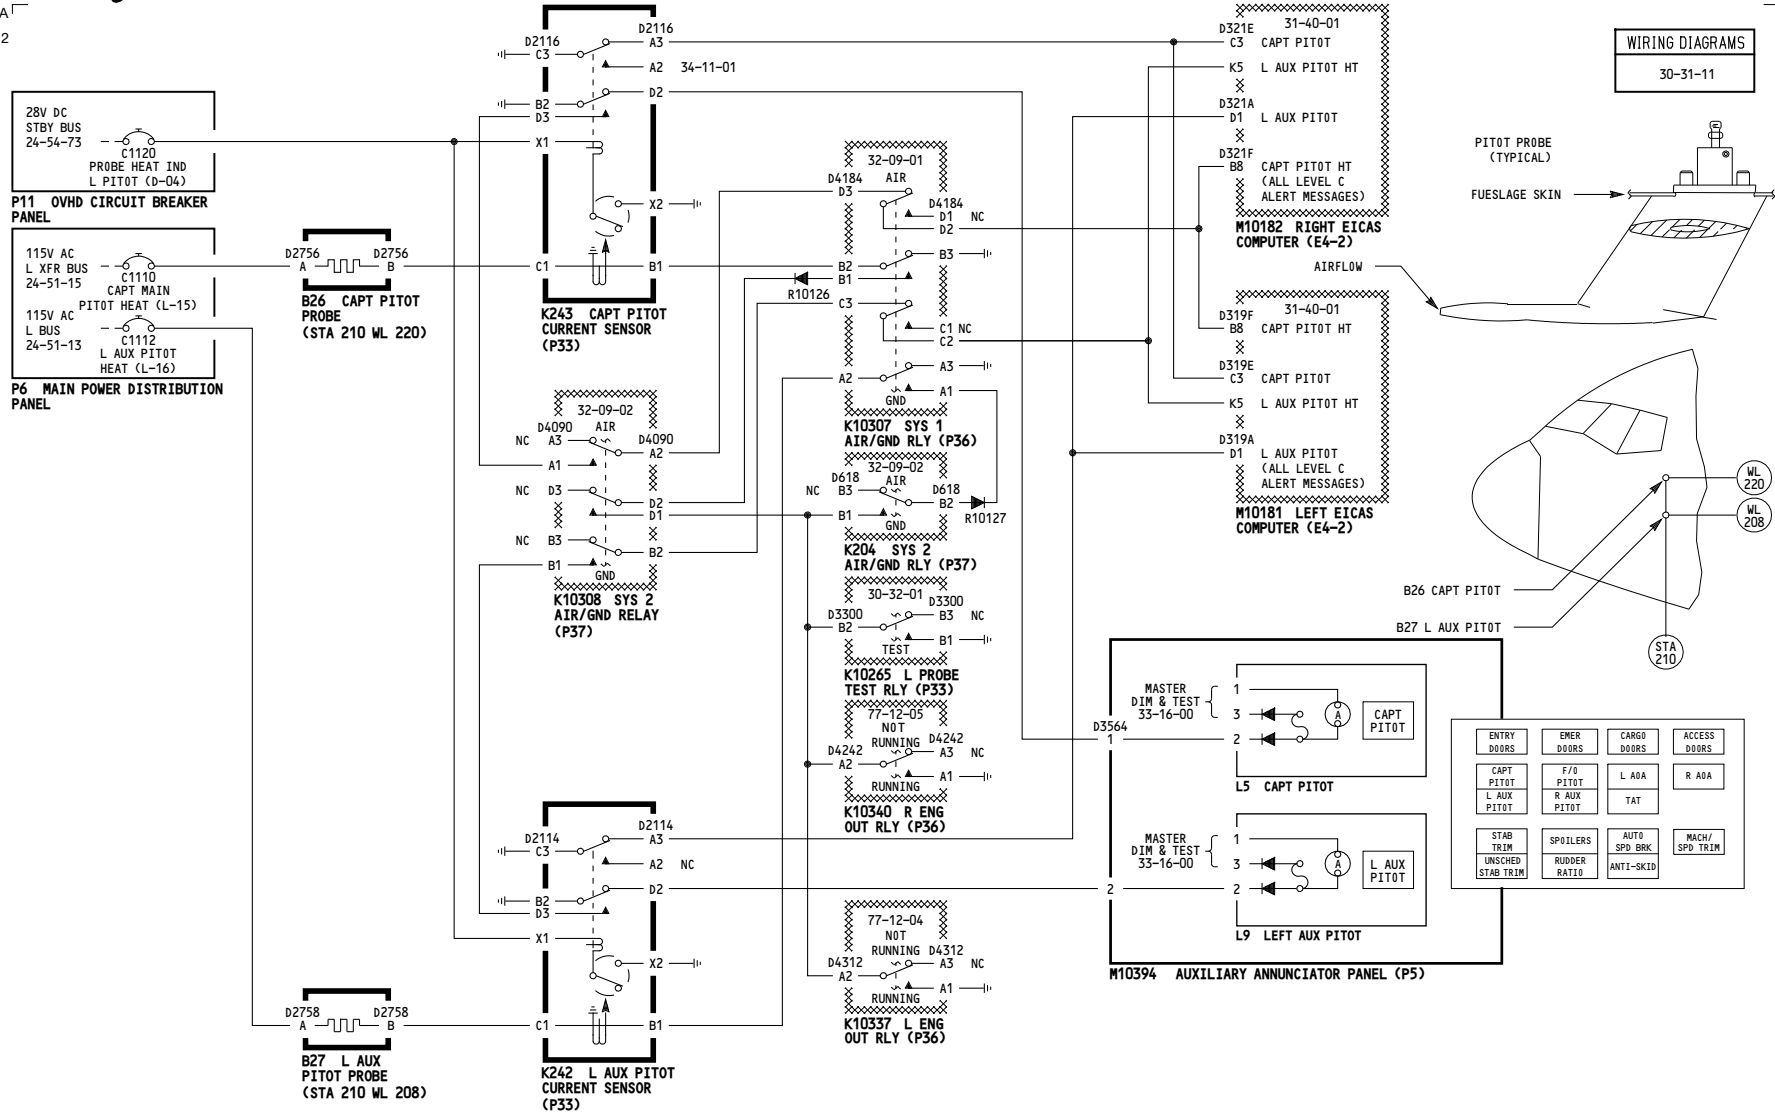 A
2
28V DC
STBY BUS
24-54-73
C1120
PROBE HEAT IND
L PITOT (D-04)
P11 OVHD CIRCUIT BREAKER
PANEL
115V AC
L XFR BUS
24-51-15
C1110
CAPT MAIN
PITOT HEAT (L-15)
115V AC
L BUS
24-51-13
C1112
L AUX PITOT
HEAT (L-16)
P6 MAIN POWER DISTRIBUTION
PANEL
D2756 D2756
A B
B26 CAPT PITOT
PROBE
(STA 210 WL 220)
D2758 D2758
A B
B27 L AUX
PITOT PROBE
(STA 210 WL 208)
D2116 D2116
C3 A3
A2 34-11-01
B2 D2
D3
X1
X2
C1 B1
K243 CAPT PITOT
CURRENT SENSOR
(P33)
32-09-02
D4090 AIR D4090
NC A3 A2
A1
NC D3 D2
D1
NC B3 B2
B1
GND
K10308 SYS 2
AIR/GND RELAY
(P37)
D2114 D2114
C3 A3
A2 NC
B2 D2
D3
X1
X2
C1 B1
K242 L AUX PITOT
CURRENT SENSOR
(P33)
R10126
32-09-01
D4184 AIR
D3 D4184
D1 NC
D2
B2 B3
B1
C3
C1 NC
C2
A2 A3
A1
GND
K10307 SYS 1
AIR/GND RLY (P36)
32-09-02
D618 AIR D618
NC B3 B2
B1
GND
R10127
K204 SYS 2
AIR/GND RLY (P37)
30-32-01
D3300 D3300
B3 NC
B2
B1
TEST
K10265 L PROBE
TEST RLY (P33)
77-12-05
NOT
RUNNING D4242
D4242 A3 NC
A2
A1
RUNNING
K10340 R ENG
OUT RLY (P36)
77-12-04
NOT
RUNNING D4312
D4312 A3 NC
A2
A1
RUNNING
K10337 L ENG
OUT RLY (P36)
31-40-01
D321E
C3 CAPT PITOT
K5 L AUX PITOT HT
D321A
D1 L AUX PITOT
D321F
B8 CAPT PITOT HT
(ALL LEVEL C
ALERT MESSAGES)
M10182 RIGHT EICAS
COMPUTER (E4-2)
31-40-01
D319F
B8 CAPT PITOT HT
D319E
C3 CAPT PITOT
K5 L AUX PITOT HT
D319A
D1 L AUX PITOT
(ALL LEVEL C
ALERT MESSAGES)
M10181 LEFT EICAS
COMPUTER (E4-2)
WIRING DIAGRAMS
30-31-11
PITOT PROBE
(TYPICAL)
FUESLAGE SKIN
AIRFLOW
WL
220
WL
208
B26 CAPT PITOT
B27 L AUX PITOT
STA
210
D3564
1
2
MASTER
DIM & TEST
33-16-00
1
3
2
A
CAPT
PITOT
L5 CAPT PITOT
MASTER
DIM & TEST
33-16-00
1
3
2
A
L AUX
PITOT
L9 LEFT AUX PITOT
M10394 AUXILIARY ANNUNCIATOR PANEL (P5)
ENTRY
DOORS
EMER
DOORS
CARGO
DOORS
ACCESS
DOORS
CAPT
PITOT
F/O
PITOT
L AOA
R AOA
L AUX
PITOT
R AUX
PITOT
TAT
STAB
TRIM
SPOILERS
AUTO
SPD BRK
MACH/
SPD TRIM
UNSCHED
STAB TRIM
RUDDER
RATIO
ANTI-SKID